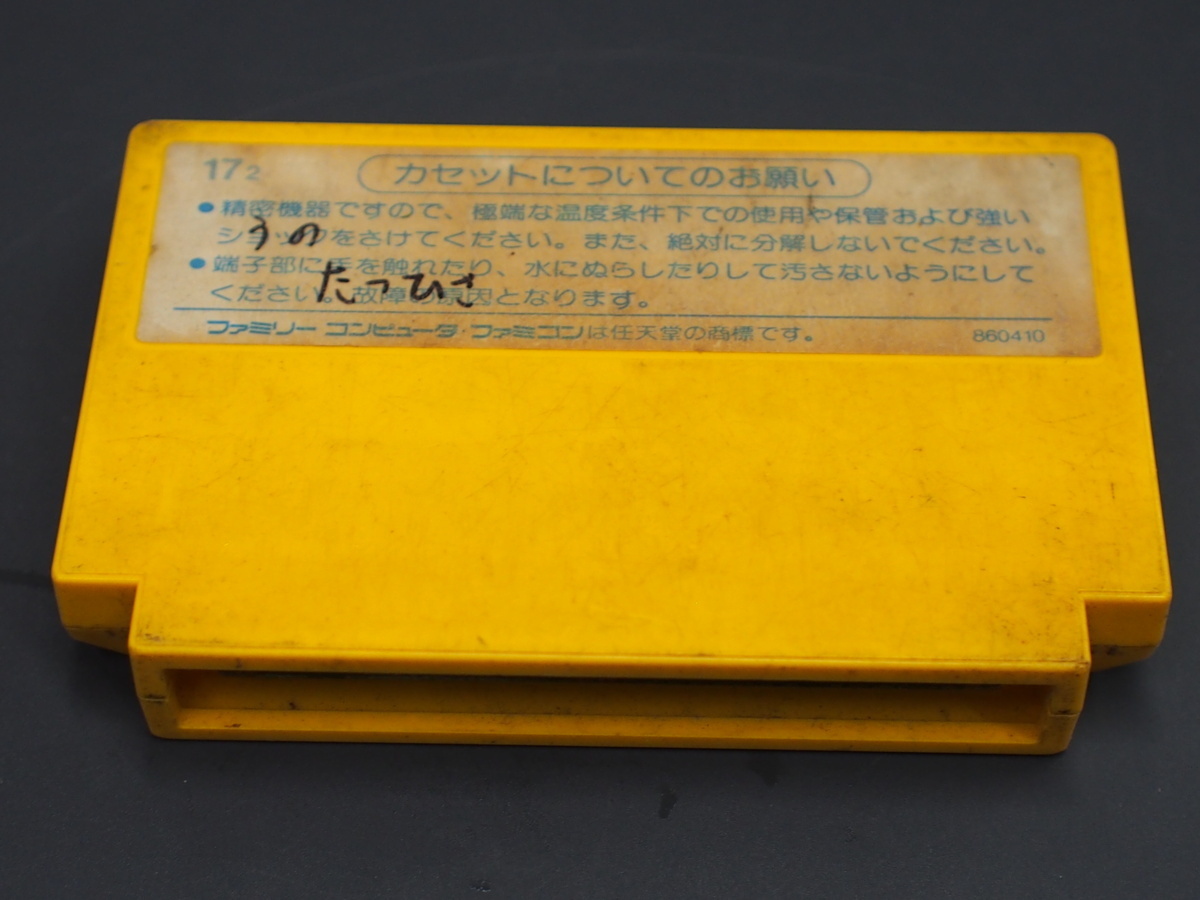 17 2
カセットについてのお願い
●精密機器ですので、極端な温度条件下での使用や保管および強い
ショックをさけてください。また、絶対に分解しないでください。
うの
●端子部に手を触れたり、水にぬらしたりして汚さないようにして
ください。故障の原因となります。
たつひさ
ファミリー コンピュータ・ファミコンは任天堂の商標です。
860410